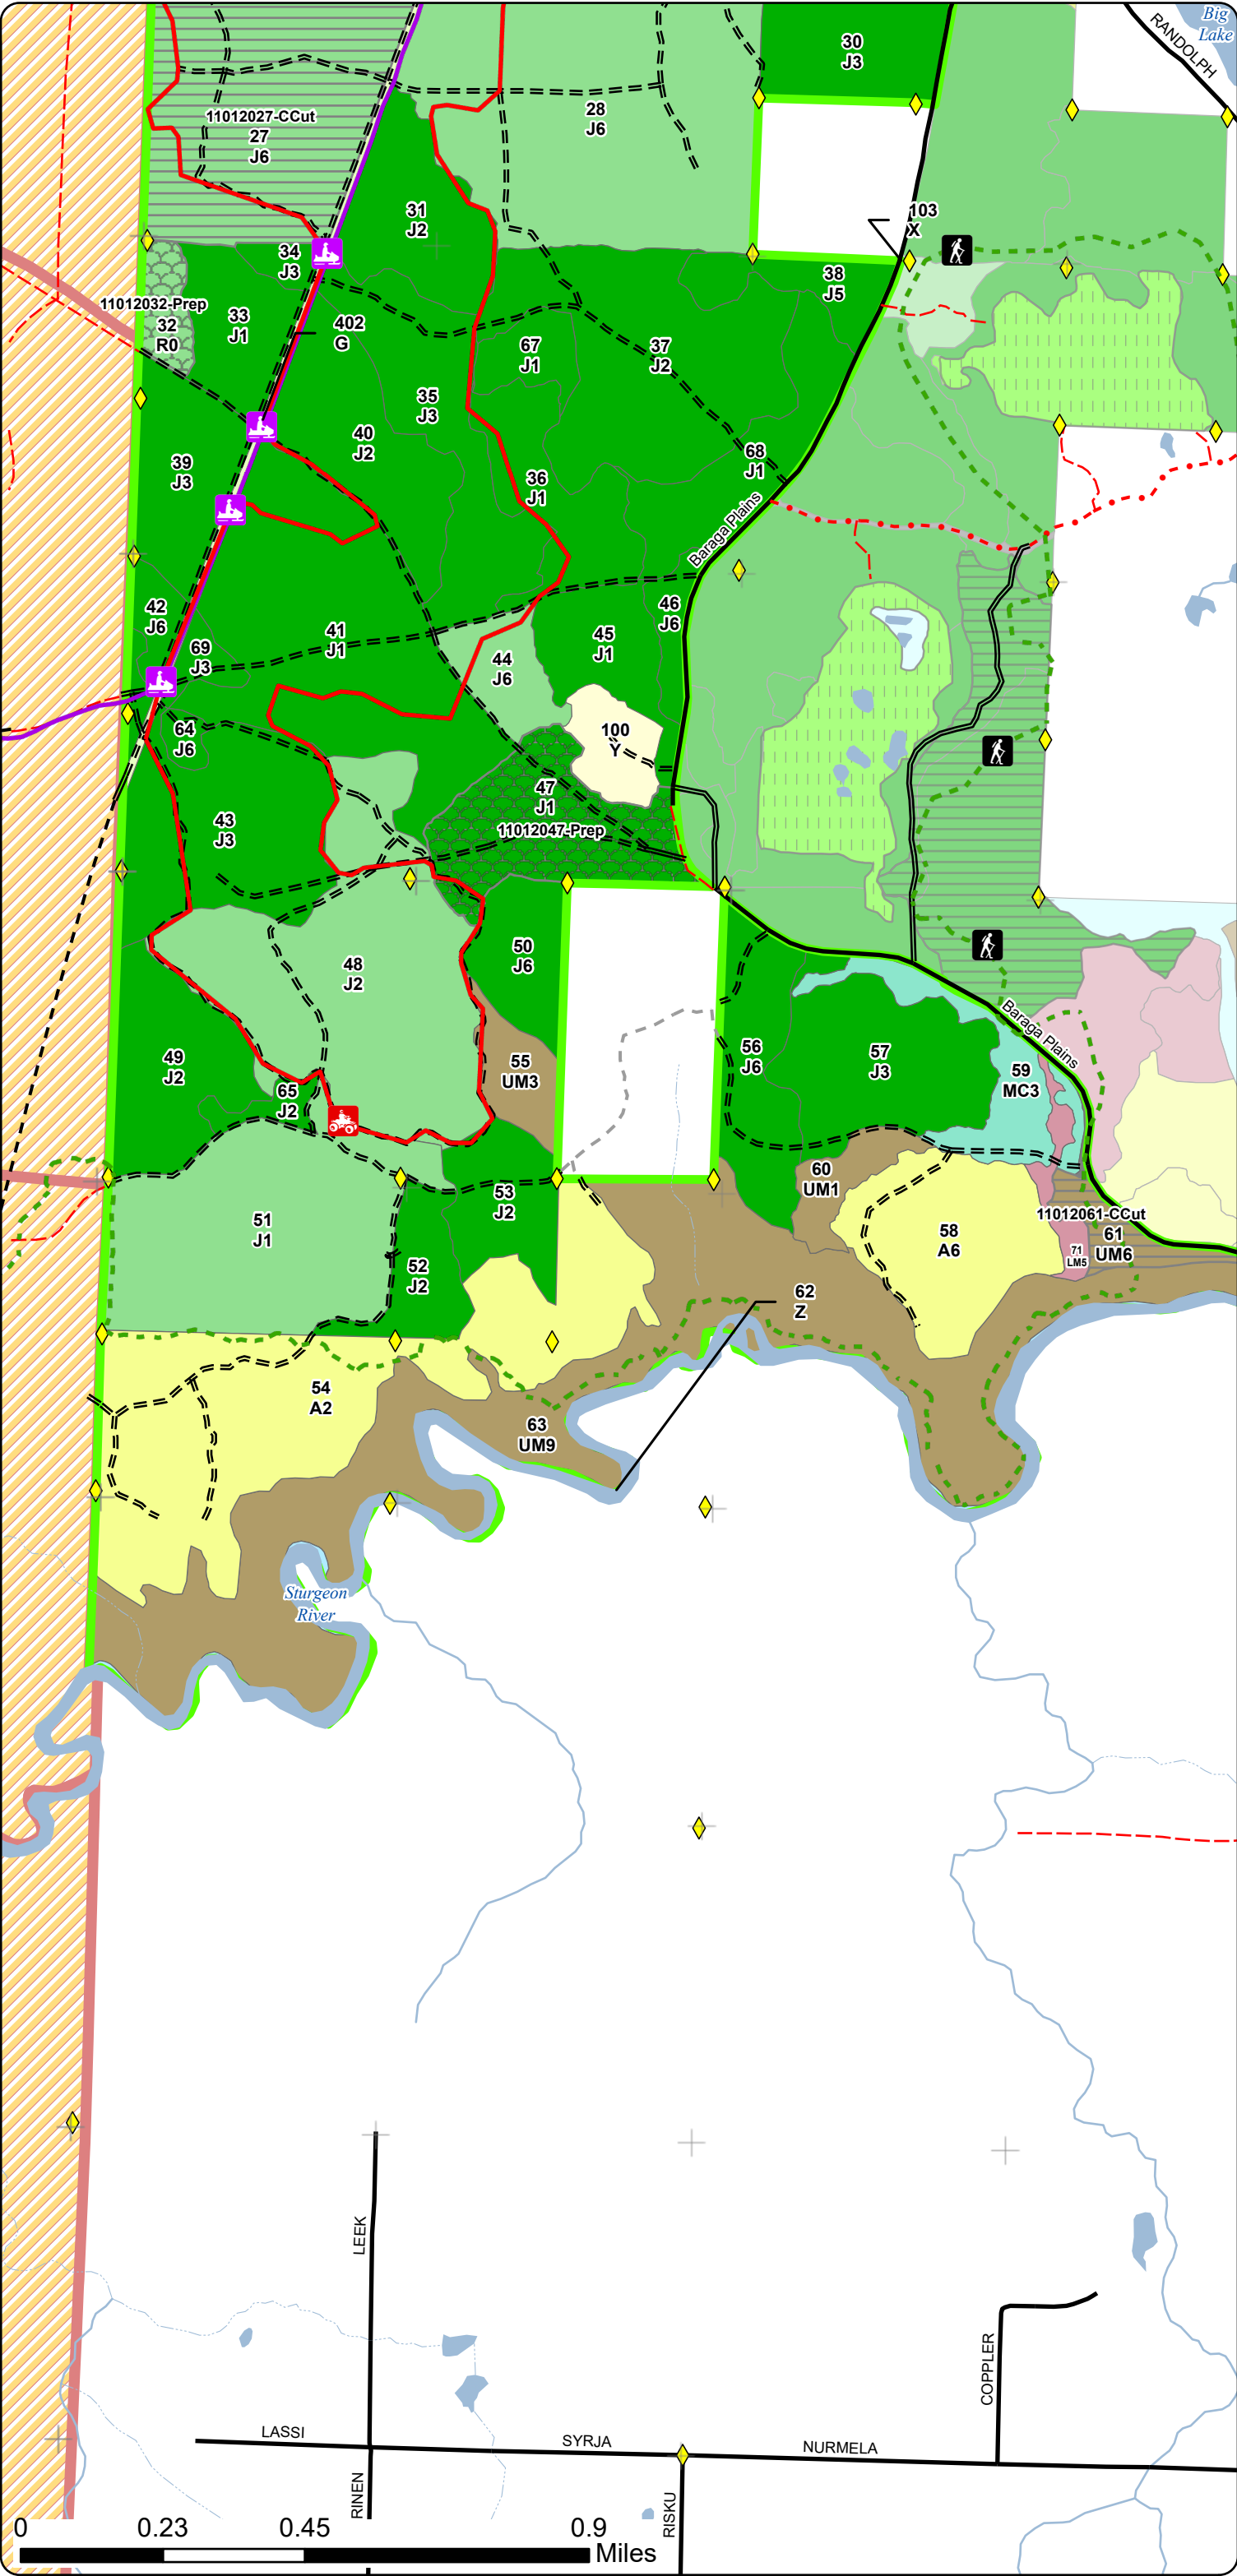 Big
Lake
RANDOLPH
30
J3
11012027-CCut
27
J6
28
J6
31
J2
103
X
34
J3
38
J5
11012032-Prep
32
R0
33
J1
402
G
67
J1
37
J2
35
J3
40
J2
39
J3
68
J1
36
J1
Baraga Plains
42
J6
41
J1
46
J6
45
J1
69
J3
44
J6
64
J6
100
Y
47
J1
11012047-Prep
43
J3
50
J6
48
J2
Baraga Plains
49
J2
55
UM3
56
J6
57
J3
59
MC3
65
J2
60
UM1
53
J2
51
J1
58
A6
11012061-CCut
61
UM6
71
LM5
52
J2
62
Z
54
A2
63
UM9
Sturgeon
River
LEEK
COPPLER
LASSI
SYRJA
NURMELA
RINEN
RISKU
0 0.23 0.45 0.9
Miles